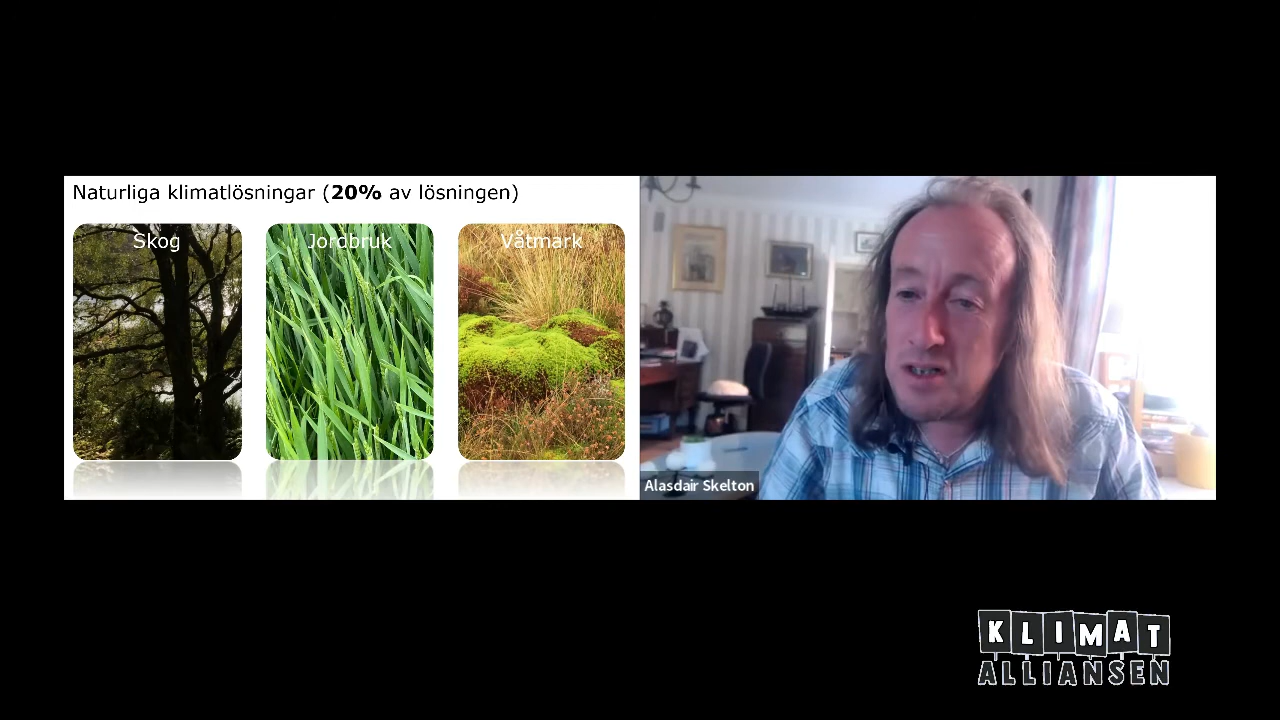 Naturliga klimatlösningar (20% av lösningen)
Skog
Jordbruk
Våtmark
Alasdair Skelton
KLIMAT
ALLIANSEN